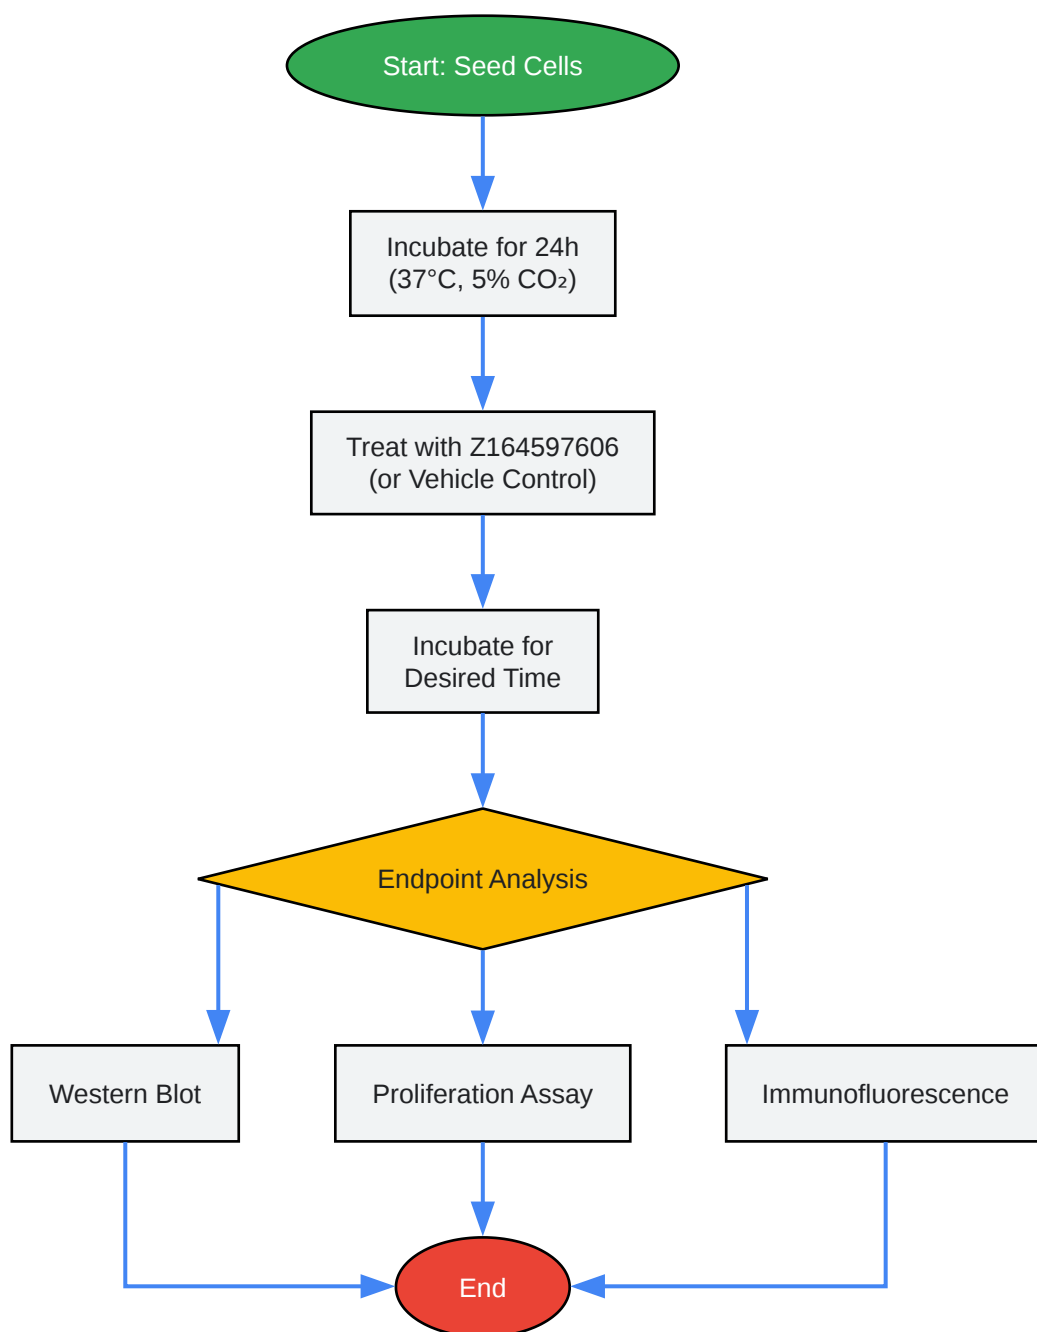 Start: Seed Cells
Incubate for 24h
(37°C, 5% CO₂)
Treat with Z164597606
(or Vehicle Control)
Incubate for
Desired Time
Endpoint Analysis
Western Blot
Proliferation Assay
Immunofluorescence
End